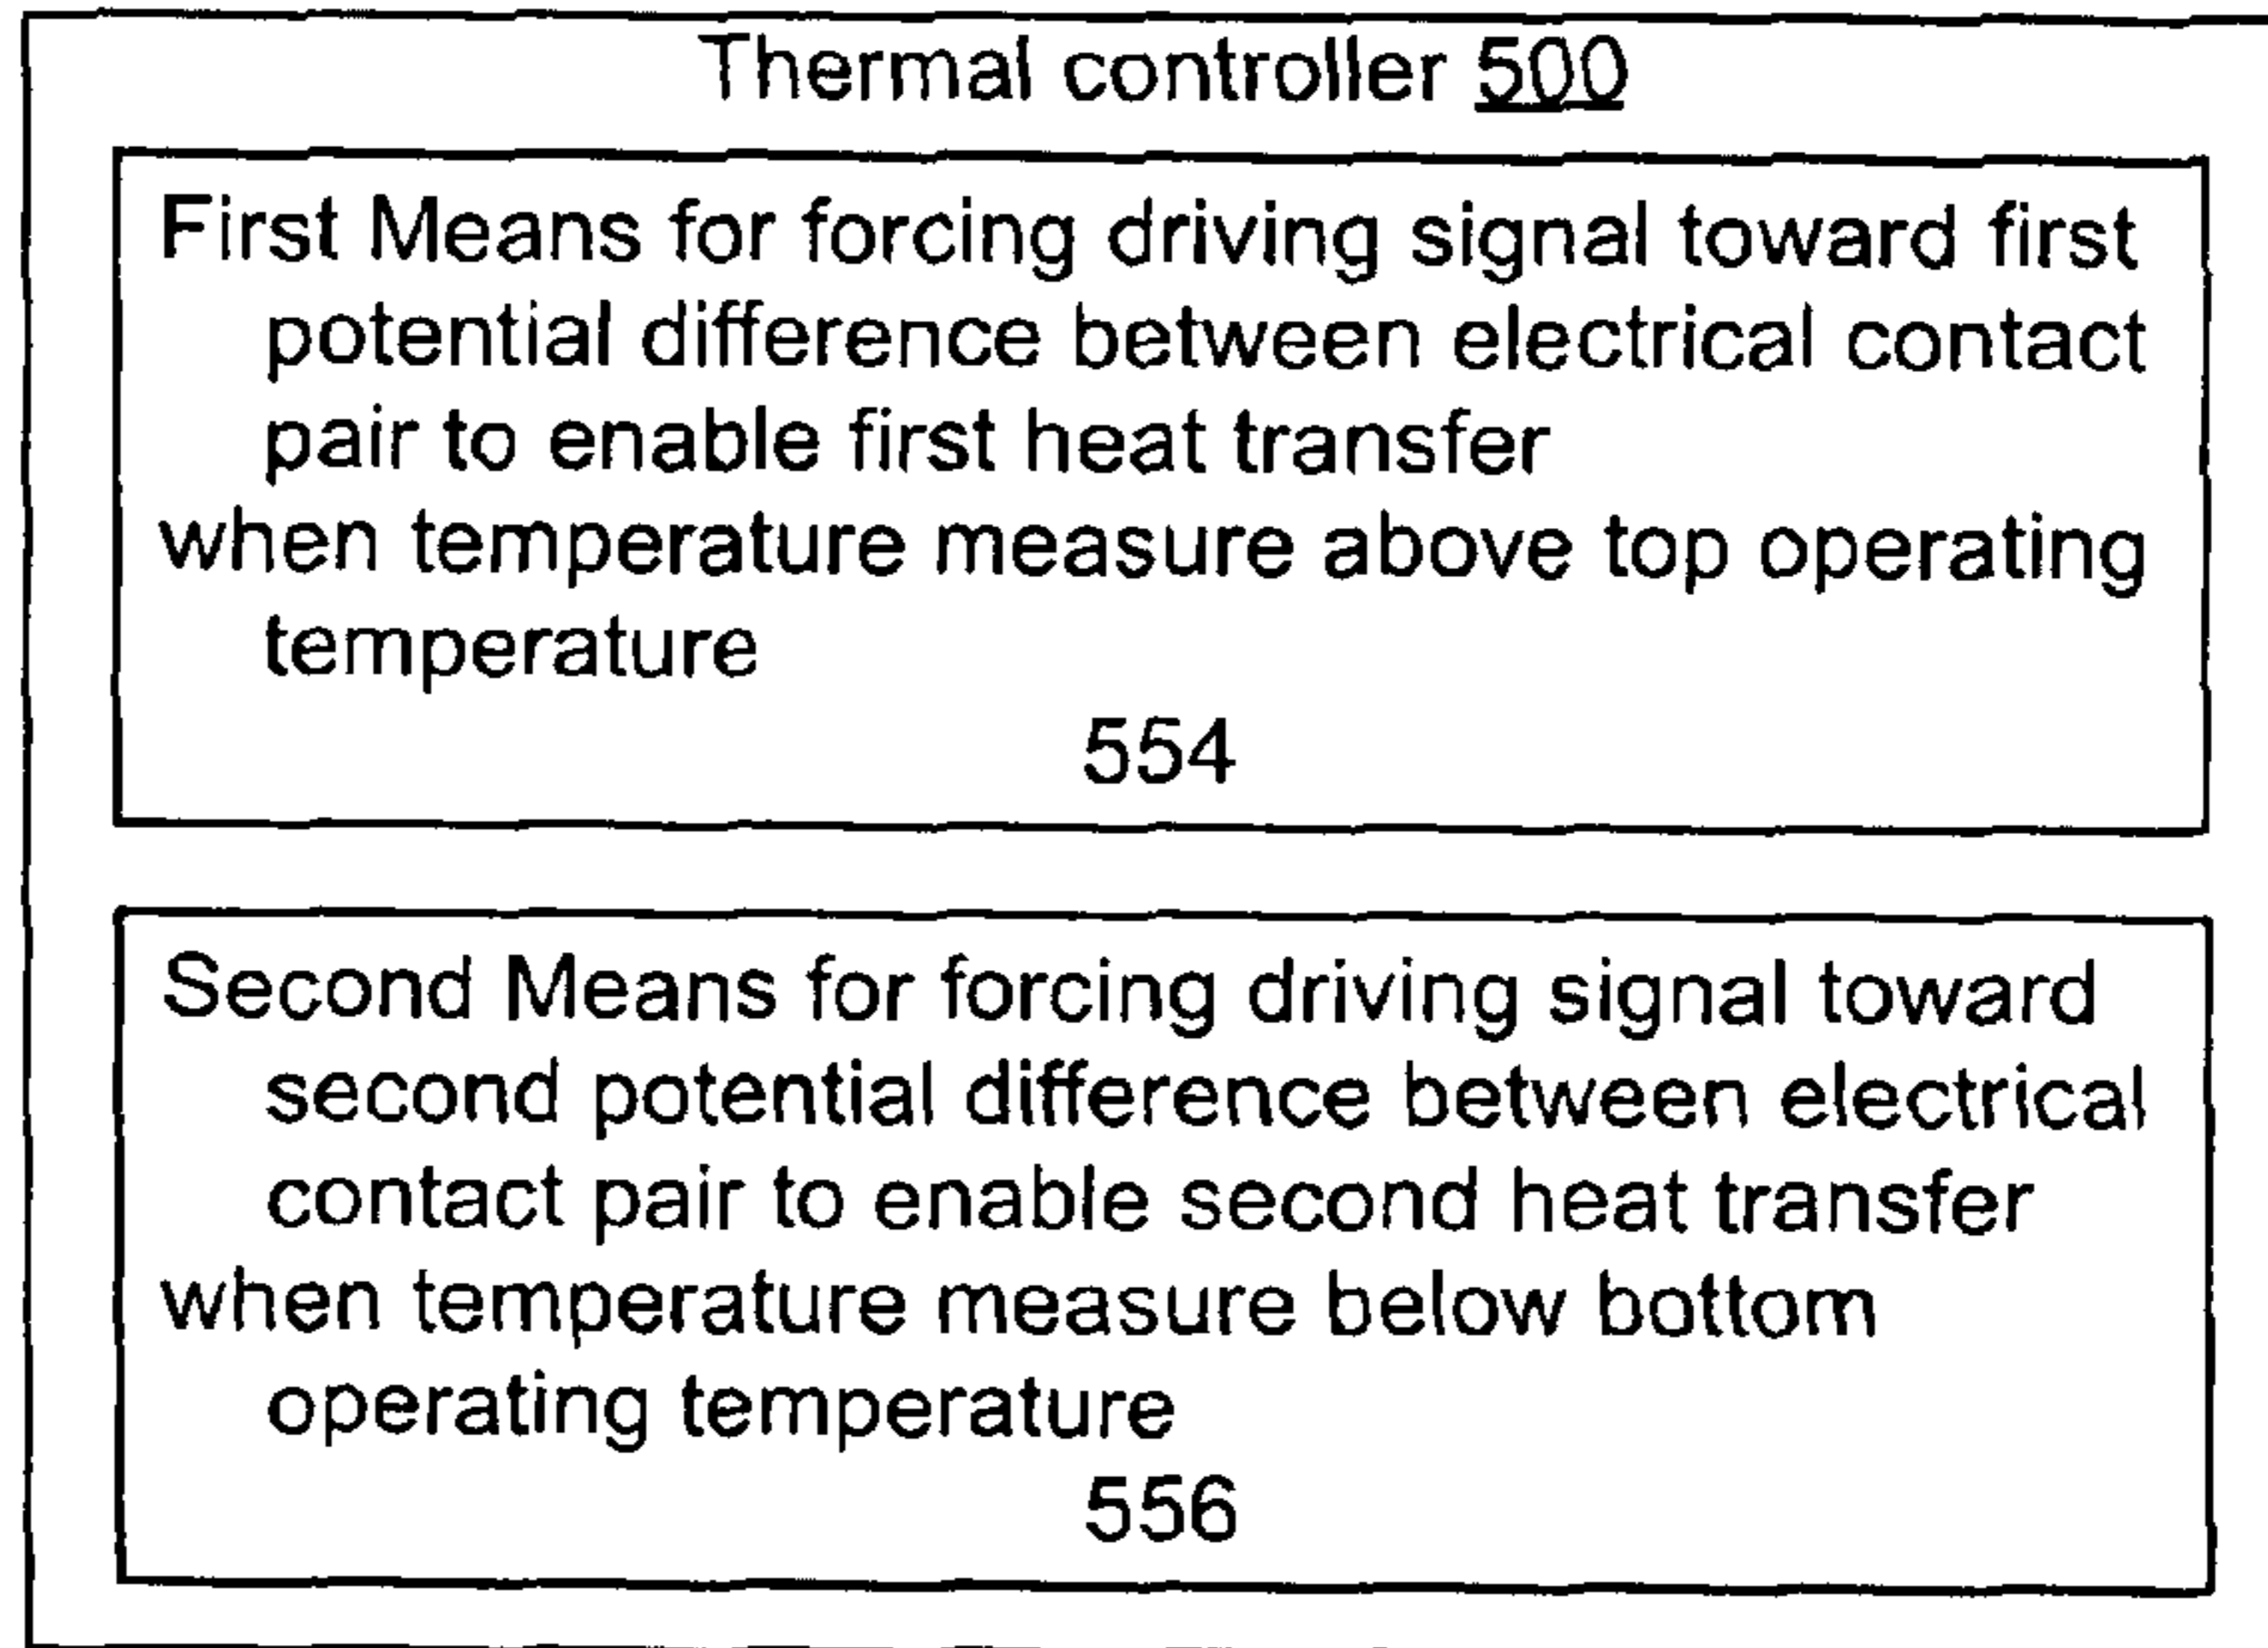 Thermal controller 500
First Means for forcing driving signal toward first
potential difference between electrical contact
pair to enable first heat transfer
when temperature measure above top operating
temperature
554
Second Means for forcing driving signal toward
second potential difference between electrical
contact pair to enable second heat transfer
when temperature measure below bottom
operating temperature
556